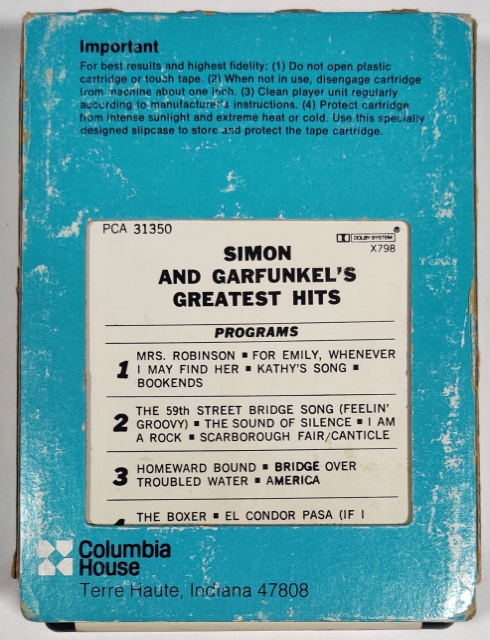 Important
For best results and highest fidelity: (1) Do not open plastic
cartridge or touch tape. (2) When not in use, disengage cartridge
from machine about one inch. (3) Clean player unit regularly
according to manufacturer's instructions. (4) Protect cartridge
from intense sunlight and extreme heat or cold. Use this specially
designed slipcase to store and protect the tape cartridge.
PCA 31350
DOLBY SYSTEM ®
X798
SIMON
AND GARFUNKEL'S
GREATEST HITS
PROGRAMS
1 MRS. ROBINSON ▪ FOR EMILY, WHENEVER
I MAY FIND HER ▪ KATHY'S SONG ▪
BOOKENDS
2 THE 59th STREET BRIDGE SONG (FEELIN'
GROOVY) ▪ THE SOUND OF SILENCE ▪ I AM
A ROCK ▪ SCARBOROUGH FAIR/CANTICLE
3 HOMEWARD BOUND ▪ BRIDGE OVER
TROUBLED WATER ▪ AMERICA
THE BOXER ▪ EL CONDOR PASA (IF I
Columbia
House
Terre Haute, Indiana 47808